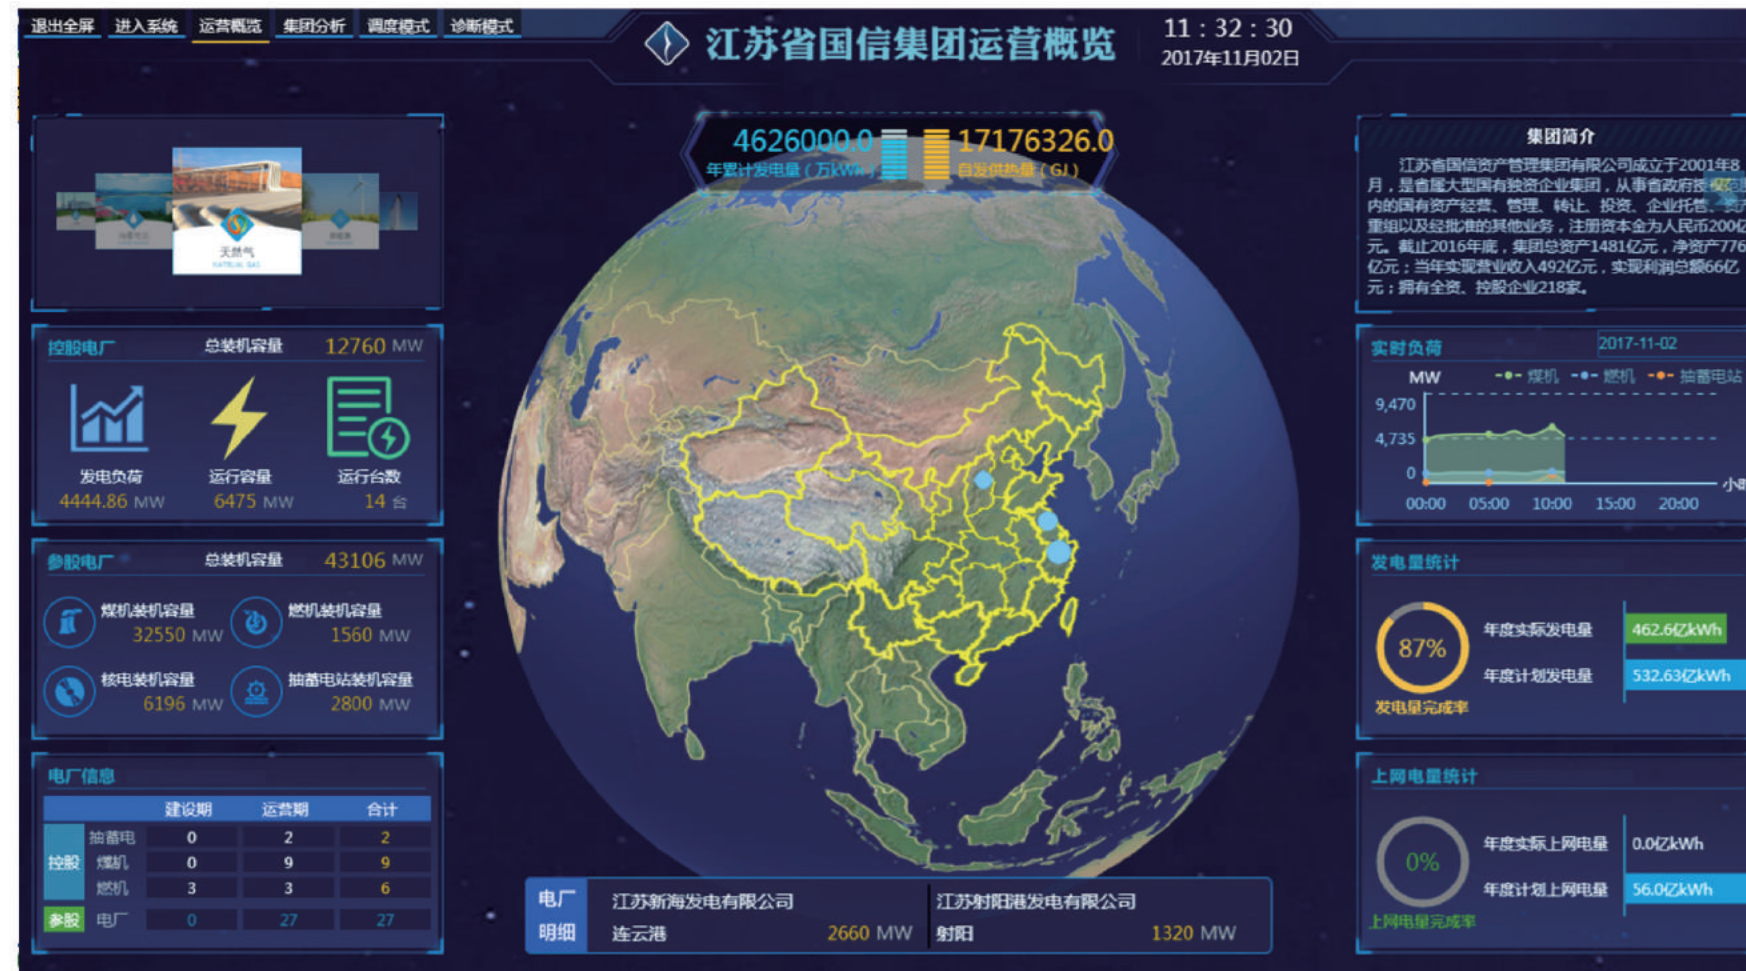 退出全屏 进入系统 运营概览 集团分析 调度模式 诊断模式
江苏省国信集团运营概览
11 : 32 : 30
2017年11月02日
4626000.0
年累计发电量（万kWh）
17176326.0
自发供热量（GJ）
天然气
控股电厂 总装机容量 12760 MW
发电负荷 运行容量 运行台数
4444.86 MW 6475 MW 14 台
参股电厂 总装机容量 43106 MW
煤机装机容量 燃机装机容量
32550 MW 1560 MW
核电装机容量 抽蓄电站装机容量
6196 MW 2800 MW
电厂信息
建设期 运营期 合计
控股
抽蓄电 0 2 2
煤机 0 9 9
燃机 3 3 6
参股 电厂 0 27 27
电厂
明细
江苏新海发电有限公司
连云港 2660 MW
江苏射阳港发电有限公司
射阳 1320 MW
集团简介
江苏省国信资产管理集团有限公司成立于2001年8
月，是省属大型国有独资企业集团，从事省政府授
内的国有资产经营、管理、转让、投资、企业托管、资产
重组以及经批准的其他业务，注册资本金为人民币200亿
元。截止2016年底，集团总资产1481亿元，净资产776
亿元；当年实现营业收入492亿元，实现利润总额66亿
元；拥有全资、控股企业218家。
实时负荷 2017-11-02
MW 煤机 燃机 抽蓄电站
9,470
4,735
0
小时
00:00 05:00 10:00 15:00 20:00
发电量统计
87%
发电量完成率
年度实际发电量 462.6亿kWh
年度计划发电量 532.63亿kWh
上网电量统计
0%
上网电量完成率
年度实际上网电量 0.0亿kWh
年度计划上网电量 56.0亿kWh